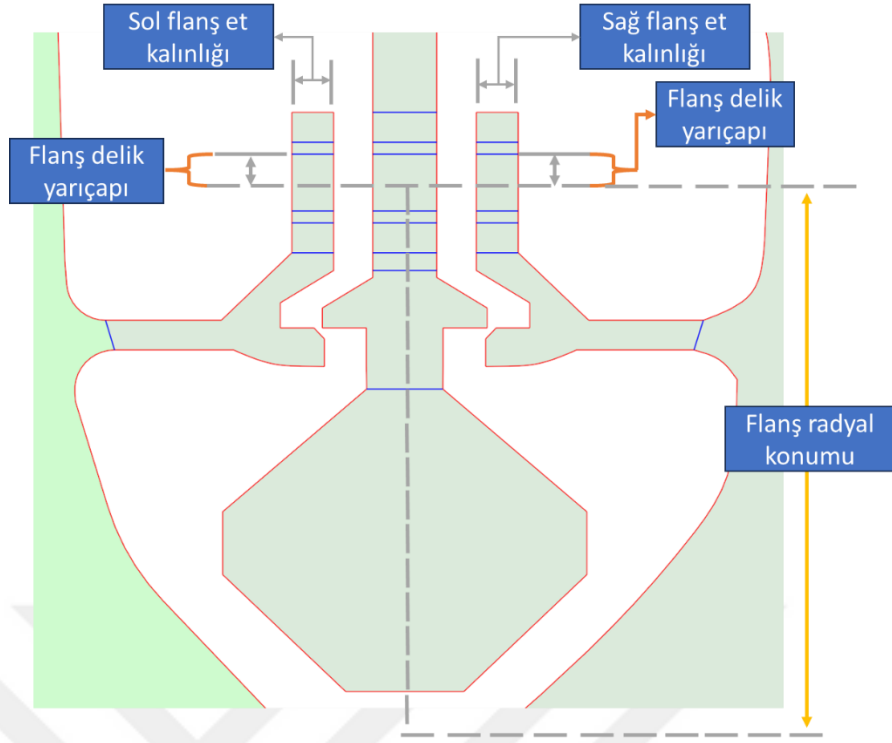 Sol flanş et
kalınlığı
Sağ flanş et
kalınlığı
Flanş delik
yarıçapı
Flanş delik
yarıçapı
Flanş radyal
konumu